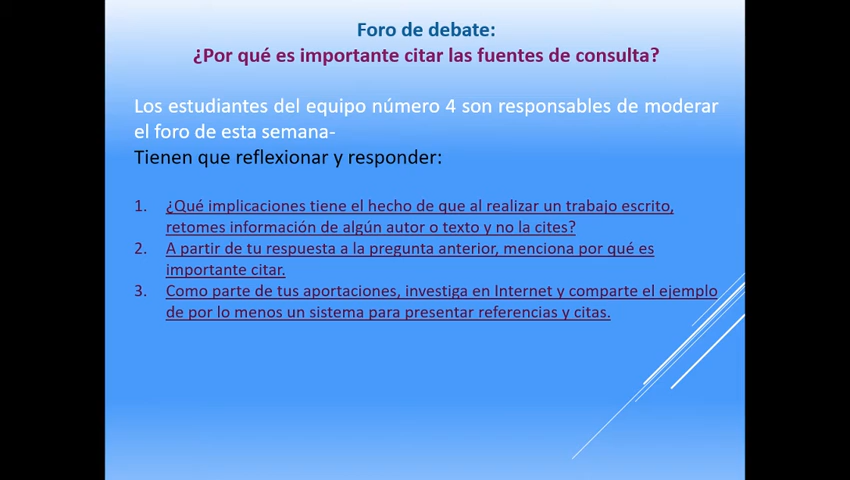 Foro de debate:
¿Por qué es importante citar las fuentes de consulta?
Los estudiantes del equipo número 4 son responsables de moderar
el foro de esta semana-
Tienen que reflexionar y responder:
1. ¿Qué implicaciones tiene el hecho de que al realizar un trabajo escrito,
retomes información de algún autor o texto y no la cites?
2. A partir de tu respuesta a la pregunta anterior, menciona por qué es
importante citar.
3. Como parte de tus aportaciones, investiga en Internet y comparte el ejemplo
de por lo menos un sistema para presentar referencias y citas.